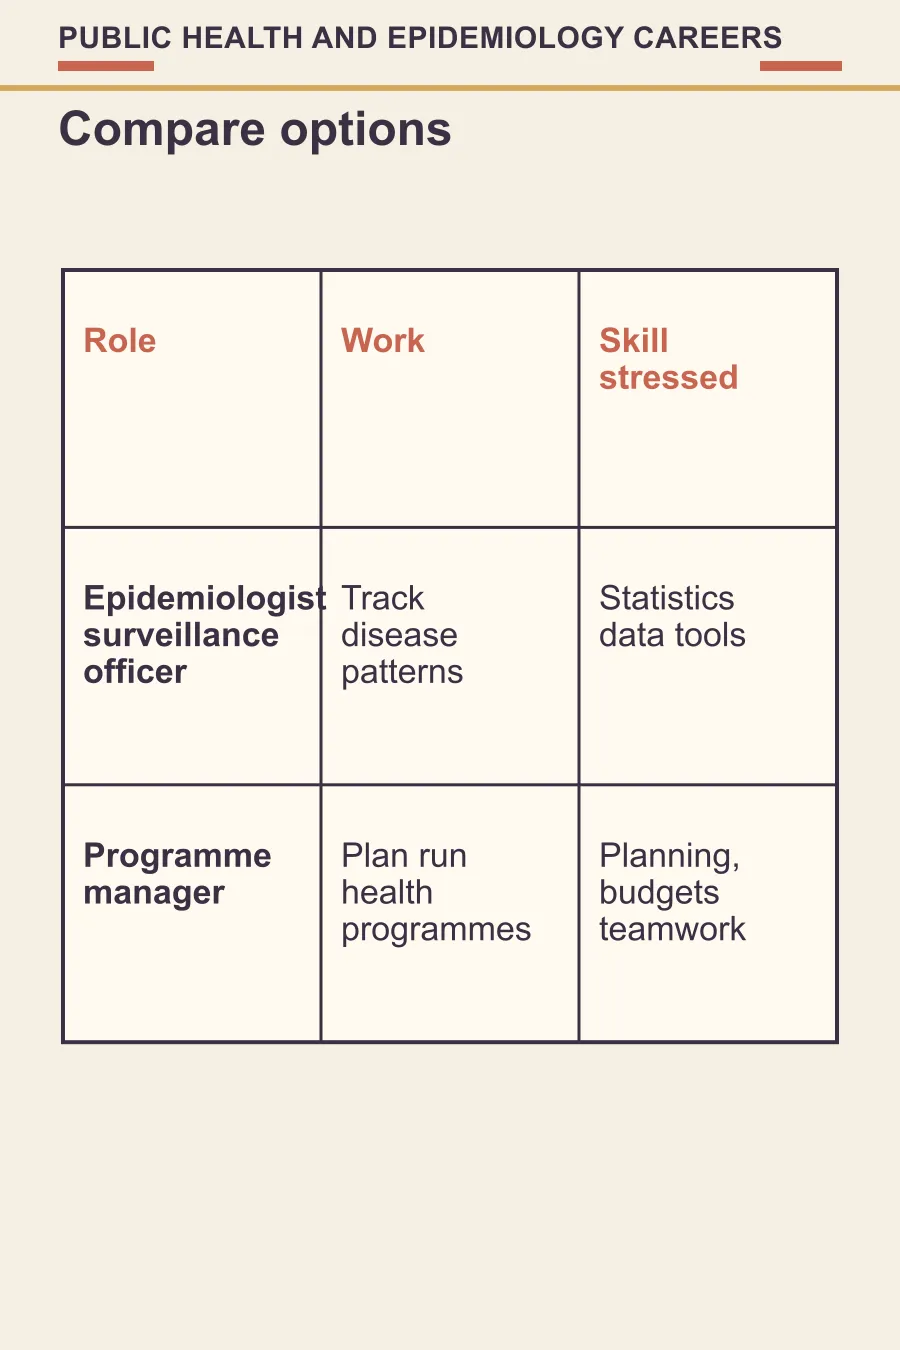 PUBLIC HEALTH AND EPIDEMIOLOGY CAREERS
Compare options
Role
Work
Skill
stressed
Epidemiologist
surveillance
officer
Track
disease
patterns
Statistics
data tools
Programme
manager
Plan run
health
programmes
Planning,
budgets
teamwork